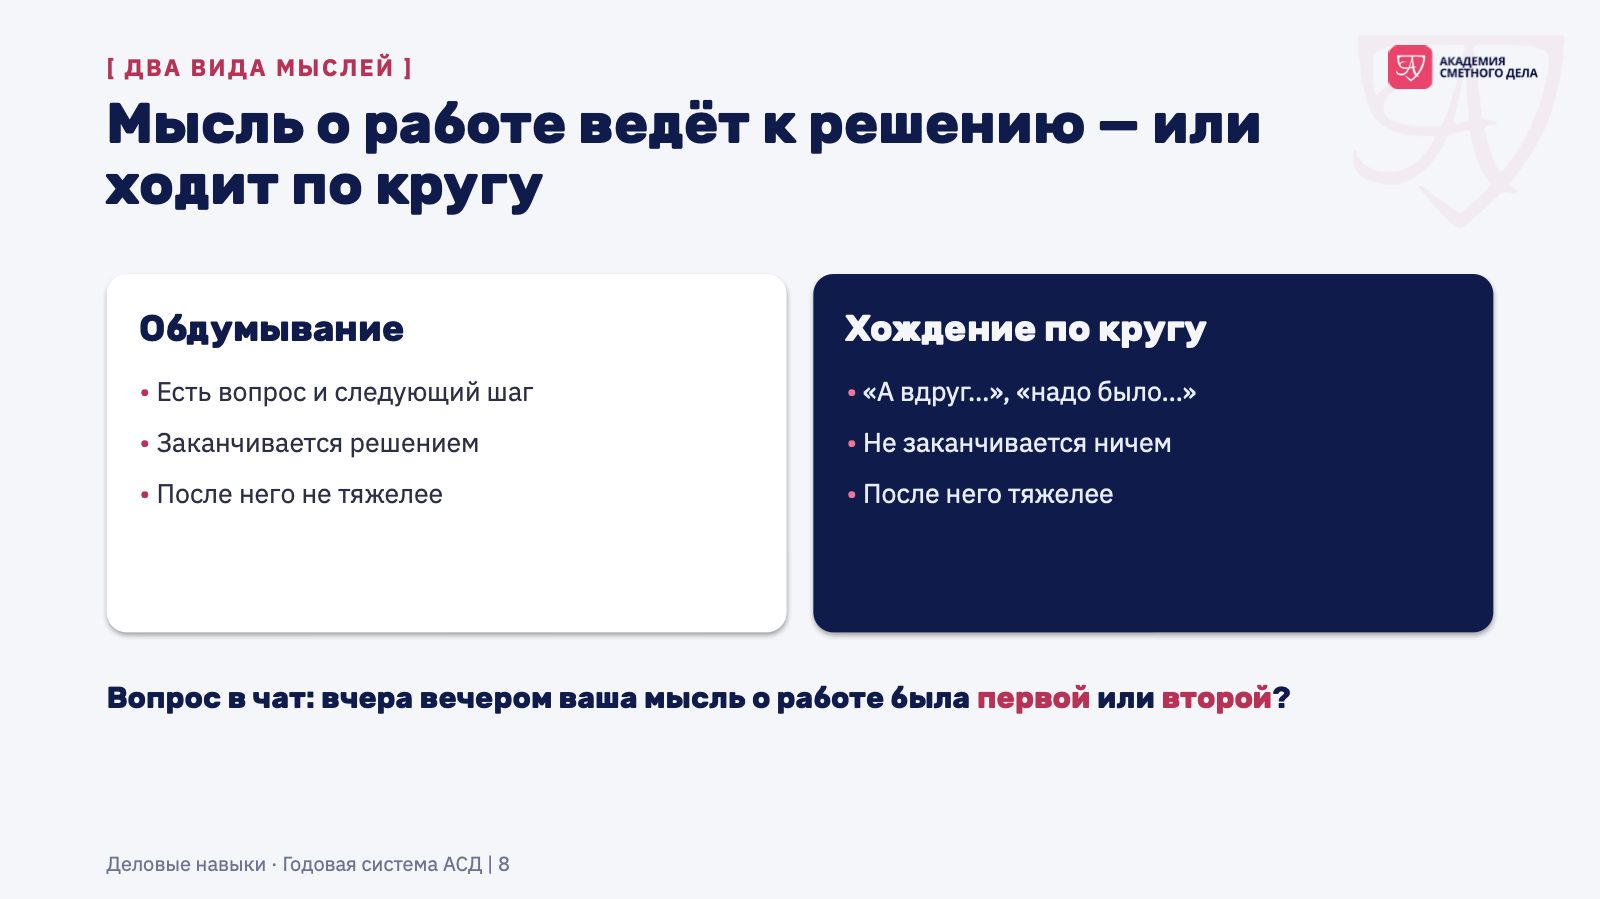 [ ДВА ВИДА МЫСЛЕЙ ]
АКАДЕМИЯ
СМЕТНОГО ДЕЛА
Мысль о работе ведёт к решению — или
ходит по кругу
Обдумывание
• Есть вопрос и следующий шаг
• Заканчивается решением
• После него не тяжелее
Хождение по кругу
• «А вдруг...», «надо было...»
• Не заканчивается ничем
• После него тяжелее
Вопрос в чат: вчера вечером ваша мысль о работе была первой или второй?
Деловые навыки · Годовая система АСД | 8